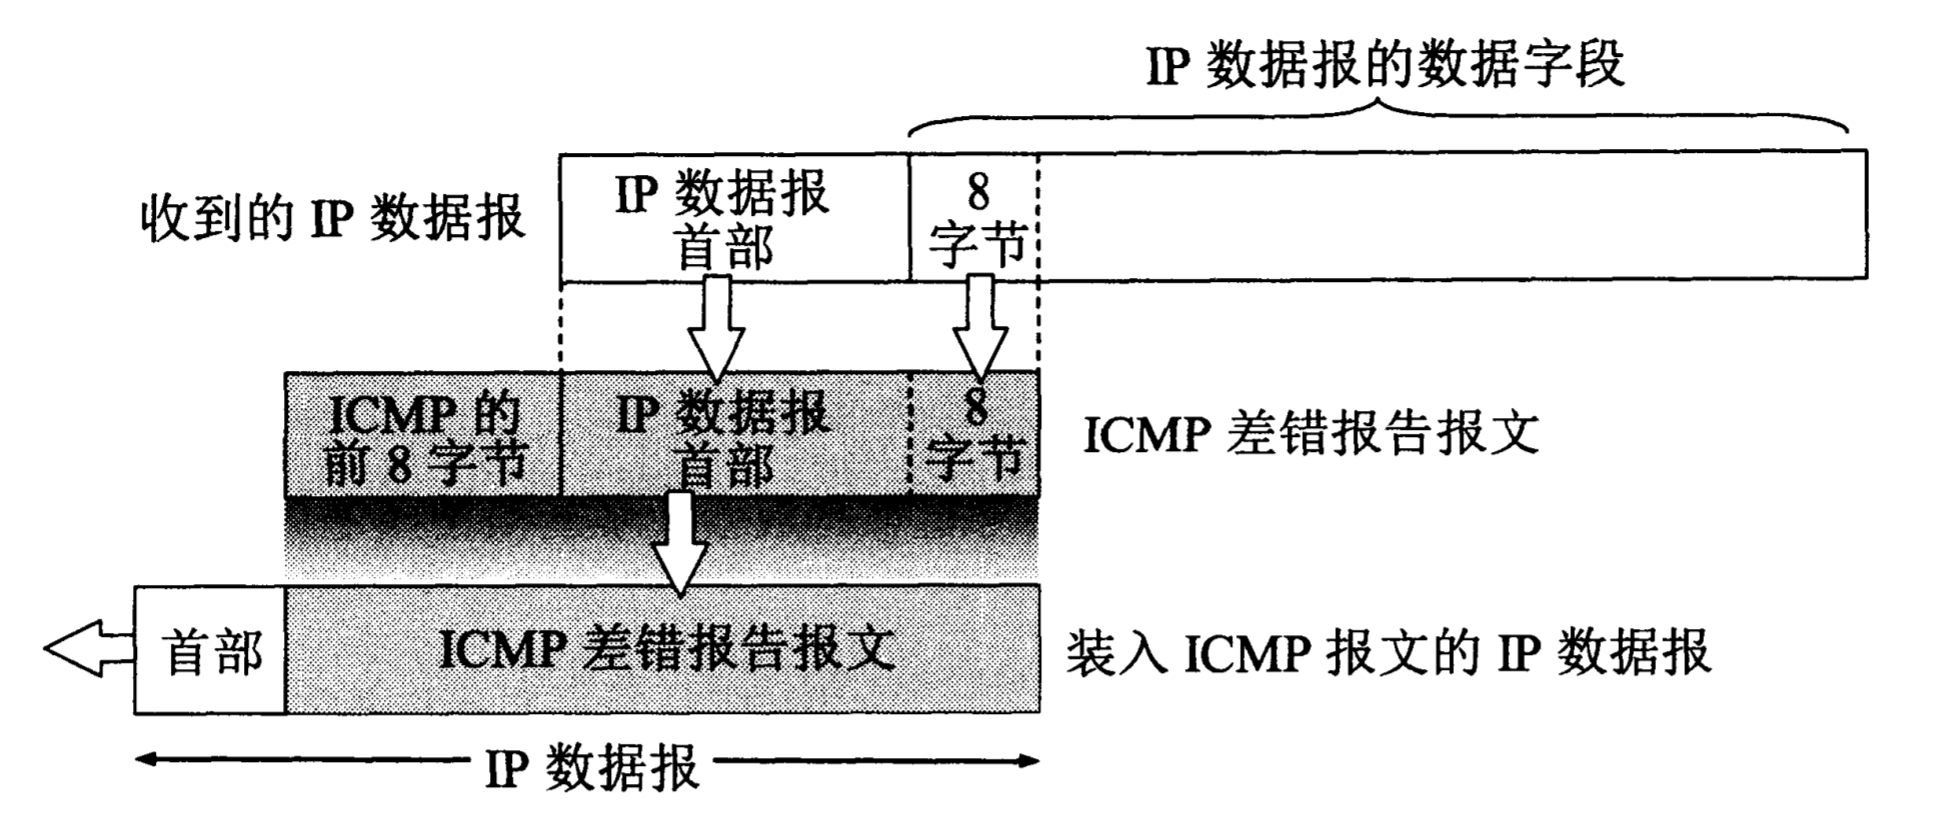 IP 数据报的数据字段
收到的 IP 数据报
IP 数据报
首部
8
字节
ICMP 的
前 8 字节
IP 数据报
首部
8
字节
ICMP 差错报告报文
首部
ICMP 差错报告报文
装入 ICMP 报文的 IP 数据报
IP 数据报